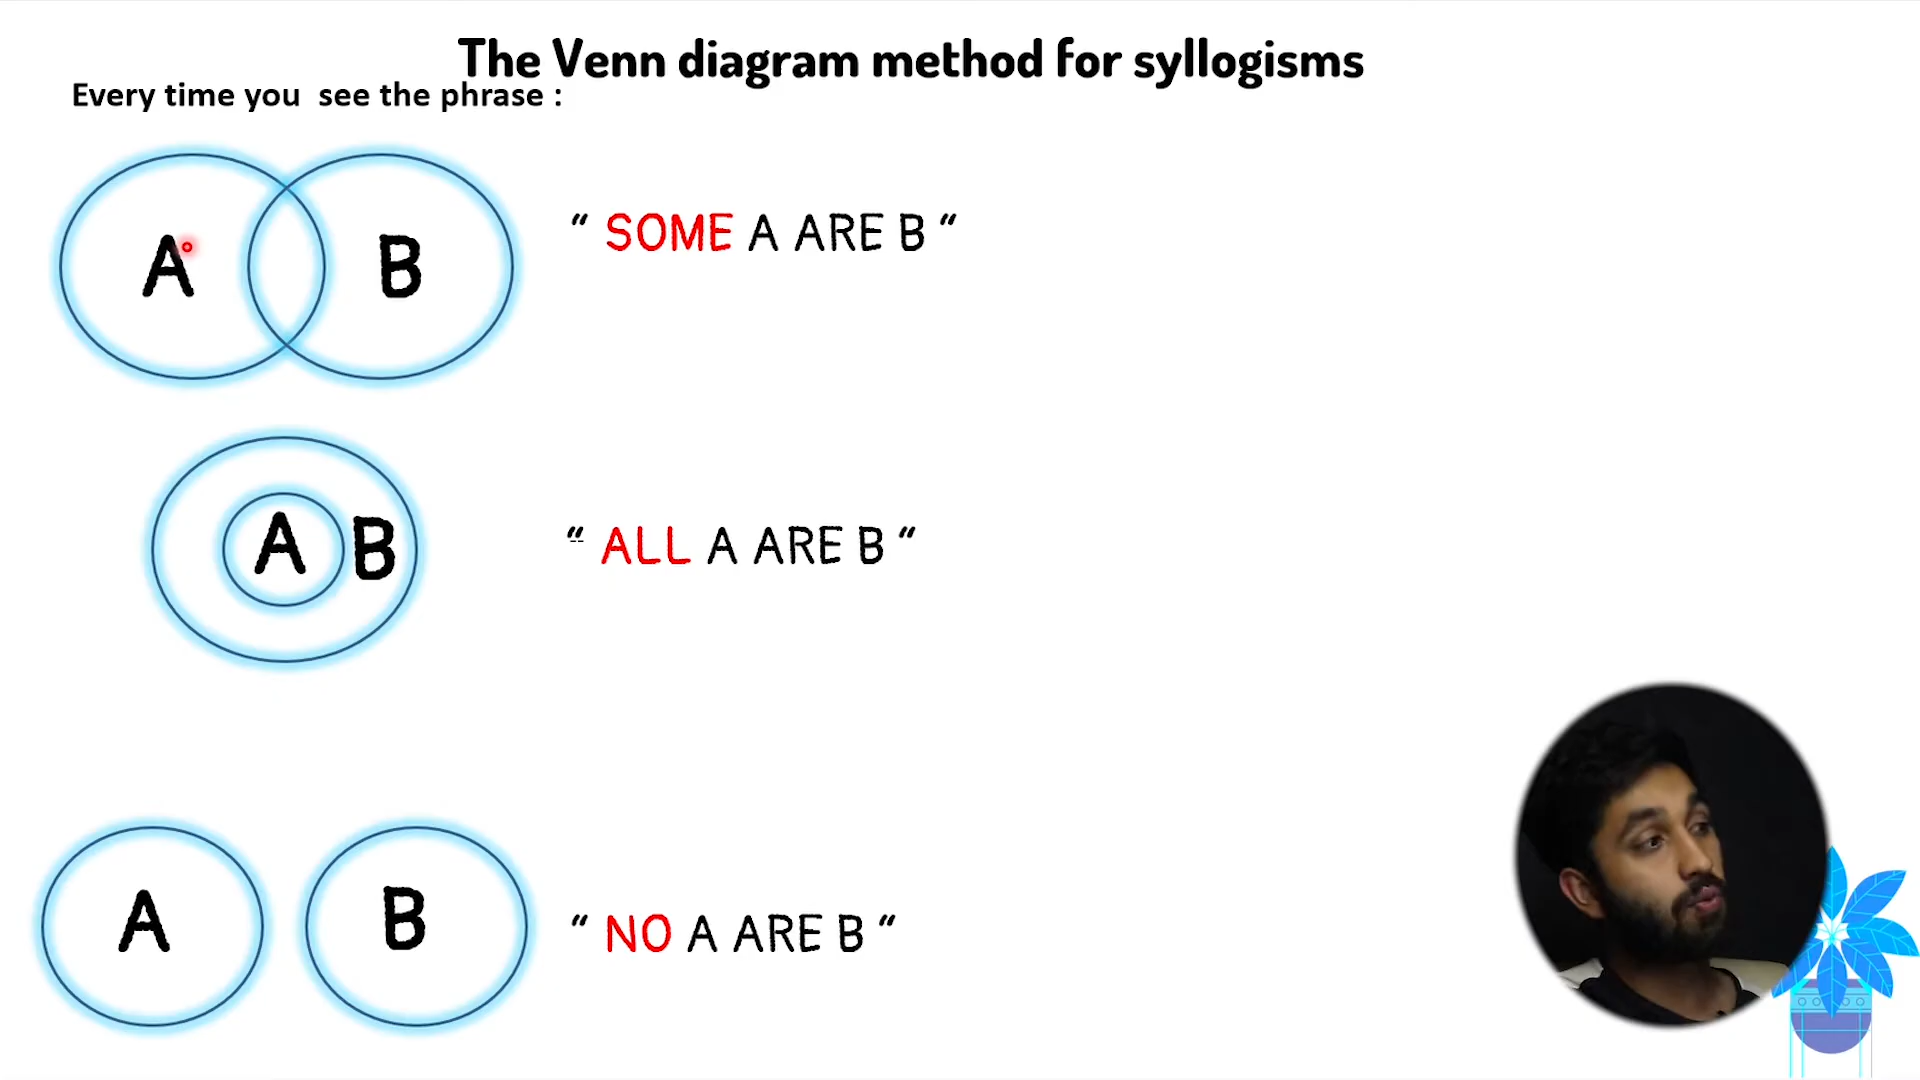 The Venn diagram method for syllogisms
Every time you see the phrase :
A B
“ SOME A ARE B “
A B
“ ALL A ARE B “
A B
“ NO A ARE B “